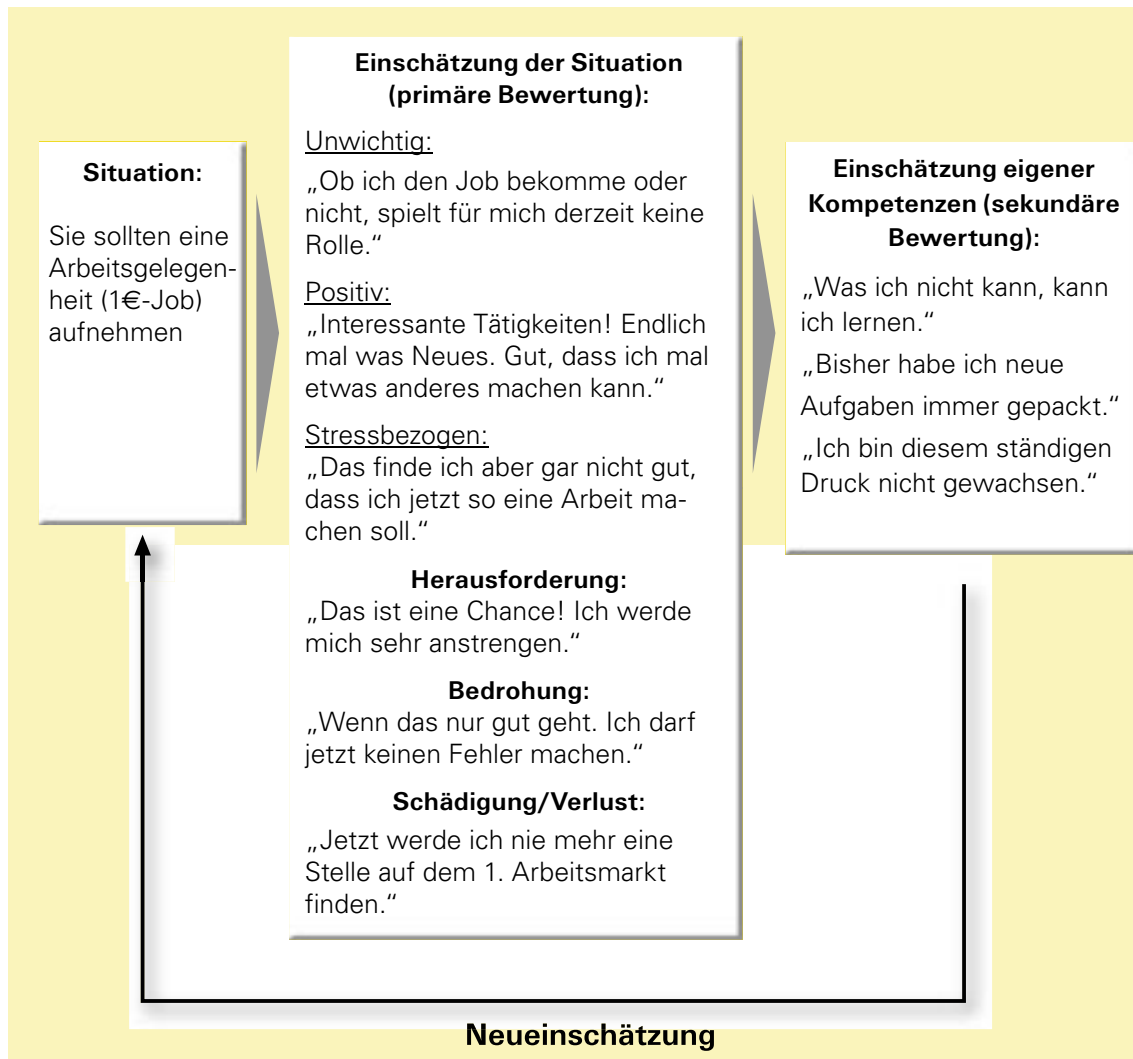 Situation:
Sie sollten eine
Arbeitsgelegen-
heit (1€-Job)
aufnehmen
Einschätzung der Situation
(primäre Bewertung):
Unwichtig:
„Ob ich den Job bekomme oder
nicht, spielt für mich derzeit keine
Rolle.“
Positiv:
„Interessante Tätigkeiten! Endlich
mal was Neues. Gut, dass ich mal
etwas anderes machen kann.“
Stressbezogen:
„Das finde ich aber gar nicht gut,
dass ich jetzt so eine Arbeit ma-
chen soll.“
Herausforderung:
„Das ist eine Chance! Ich werde
mich sehr anstrengen.“
Bedrohung:
„Wenn das nur gut geht. Ich darf
jetzt keinen Fehler machen.“
Schädigung/Verlust:
„Jetzt werde ich nie mehr eine
Stelle auf dem 1. Arbeitsmarkt
finden.“
Einschätzung eigener
Kompetenzen (sekundäre
Bewertung):
„Was ich nicht kann, kann
ich lernen.“
„Bisher habe ich neue
Aufgaben immer gepackt.“
„Ich bin diesem ständigen
Druck nicht gewachsen.“
Neueinschätzung